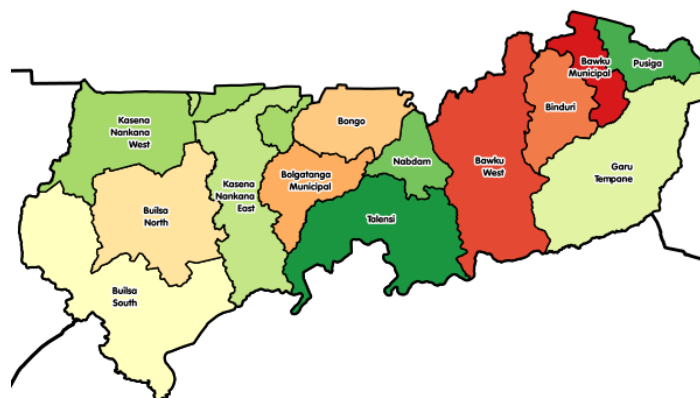 Kasena
Nankana
West
Builsa
North
Builsa
South
Kasena
Nankana
East
Bongo
Bolgatanga
Municipal
Nabdam
Talensi
Bawku
West
Binduri
Bawku
Municipal
Pusiga
Garu
Tempane